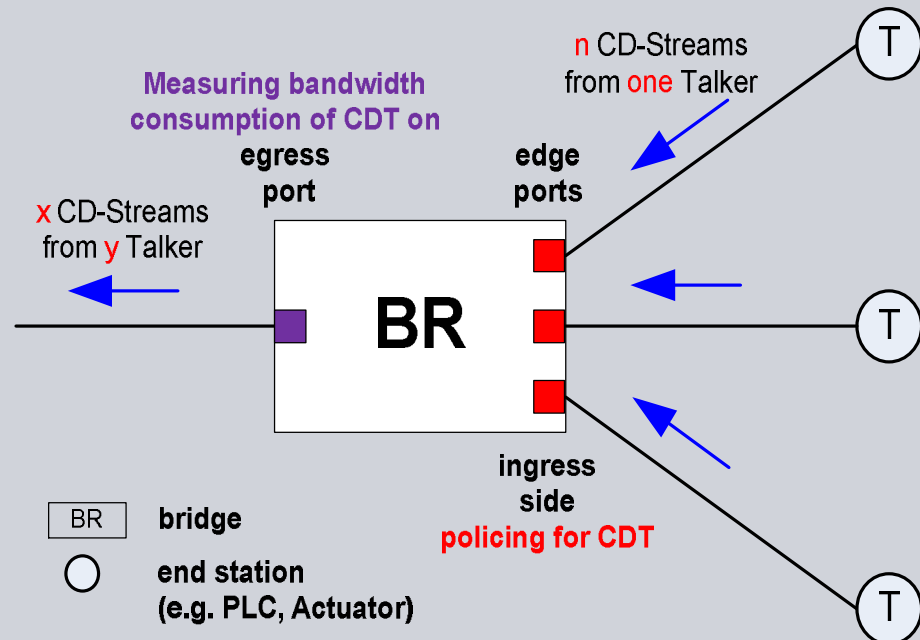 n CD-Streams
from one Talker
T
Measuring bandwidth
consumption of CDT on
egress
port
edge
ports
x CD-Streams
from y Talker
BR
T
ingress
side
policing for CDT
BR
bridge
end station
(e.g. PLC, Actuator)
T